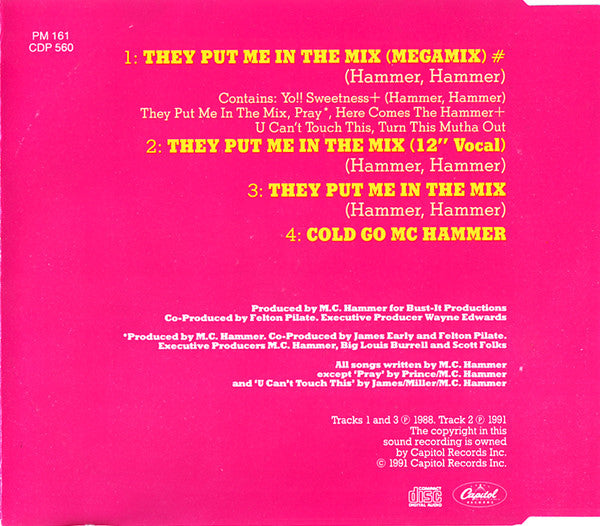 PM 161
CDP 560
1: THEY PUT ME IN THE MIX (MEGAMIX) #
(Hammer, Hammer)
Contains: Yo!! Sweetness+ (Hammer, Hammer)
They Put Me In The Mix, Pray*, Here Comes The Hammer+
U Can't Touch This, Turn This Mutha Out
2: THEY PUT ME IN THE MIX (12" Vocal)
(Hammer, Hammer)
3: THEY PUT ME IN THE MIX
(Hammer, Hammer)
4: COLD GO MC HAMMER
Produced by M.C. Hammer for Bust-It Productions
Co-Produced by Felton Pilate. Executive Producer Wayne Edwards
*Produced by M.C. Hammer. Co-Produced by James Early and Felton Pilate.
Executive Producers M.C. Hammer, Big Louis Burrell and Scott Folks
All songs written by M.C. Hammer
except 'Pray' by Prince/M.C. Hammer
and 'U Can't Touch This' by James/Miller/M.C. Hammer
Tracks 1 and 3 ℗ 1988. Track 2 ℗ 1991
The copyright in this
sound recording is owned
by Capitol Records Inc.
© 1991 Capitol Records Inc.
COMPACT
disc
DIGITAL AUDIO
Capitol
RECORDS